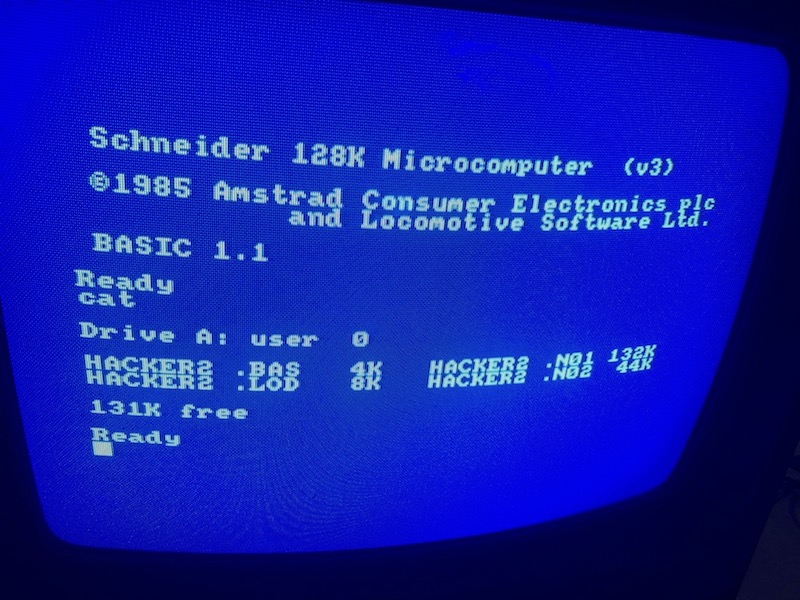 Schneider 128K Microcomputer (v3)
©1985 Amstrad Consumer Electronics plc
and Locomotive Software Ltd.
BASIC 1.1
Ready
cat
Drive A: user 0
HACKER2 .BAS 4K HACKER2 .N01 132K
HACKER2 .LOD 8K HACKER2 .N02 44K
131K free
Ready